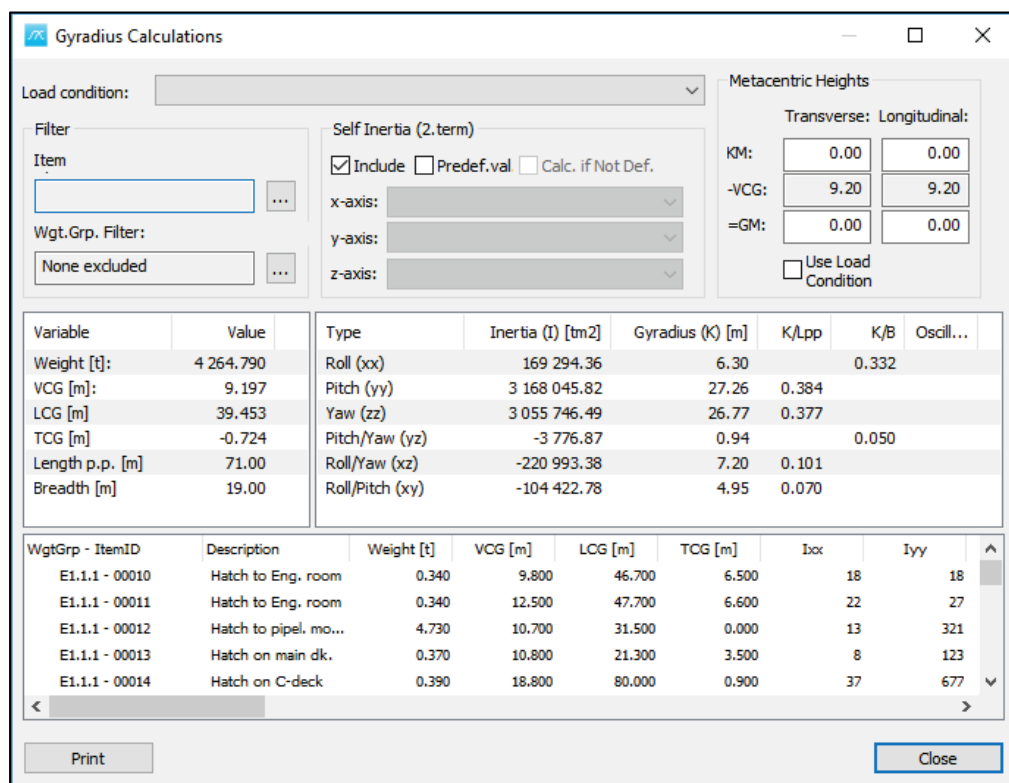 Gyradius Calculations
Load condition:
Metacentric Heights
Transverse: Longitudinal:
KM: 0.00 0.00
-VCG: 9.20 9.20
=GM: 0.00 0.00
Use Load
Condition
Filter
Item
...
Wgt.Grp. Filter:
None excluded ...
Self Inertia (2.term)
Include Predef.val Calc. if Not Def.
x-axis:
y-axis:
z-axis:
Variable Value
Weight [t]: 4 264.790
VCG [m]: 9.197
LCG [m] 39.453
TCG [m] -0.724
Length p.p. [m] 71.00
Breadth [m] 19.00
Type Inertia (I) [tm2] Gyradius (K) [m] K/Lpp K/B Oscill...
Roll (xx) 169 294.36 6.30 0.332
Pitch (yy) 3 168 045.82 27.26 0.384
Yaw (zz) 3 055 746.49 26.77 0.377
Pitch/Yaw (yz) -3 776.87 0.94 0.050
Roll/Yaw (xz) -220 993.38 7.20 0.101
Roll/Pitch (xy) -104 422.78 4.95 0.070
WgtGrp - ItemID Description Weight [t] VCG [m] LCG [m] TCG [m] Ixx Iyy
E1.1.1 - 00010 Hatch to Eng. room 0.340 9.800 46.700 6.500 18 18
E1.1.1 - 00011 Hatch to Eng. room 0.340 12.500 47.700 6.600 22 27
E1.1.1 - 00012 Hatch to pipel. mo... 4.730 10.700 31.500 0.000 13 321
E1.1.1 - 00013 Hatch on main dk. 0.370 10.800 21.300 3.500 8 123
E1.1.1 - 00014 Hatch on C-deck 0.390 18.800 80.000 0.900 37 677
Print Close